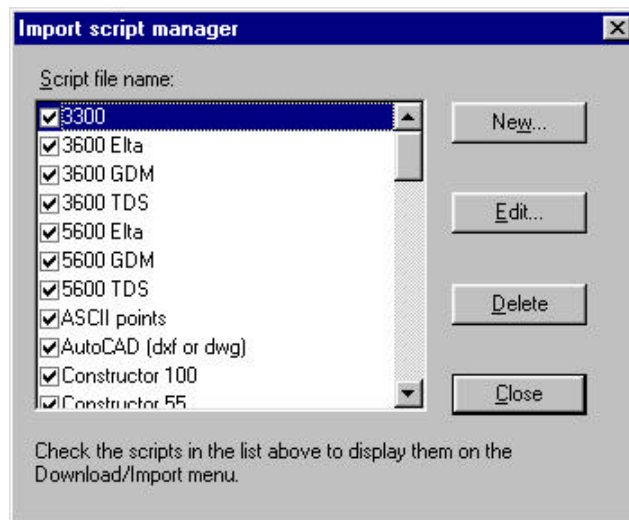 Import script manager
Script file name:
3300
3600 Elta
3600 GDM
3600 TDS
5600 Elta
5600 GDM
5600 TDS
ASCII points
AutoCAD (dxf or dwg)
Constructor 100
Constructor 55
New...
Edit...
Delete
Close
Check the scripts in the list above to display them on the
Download/Import menu.